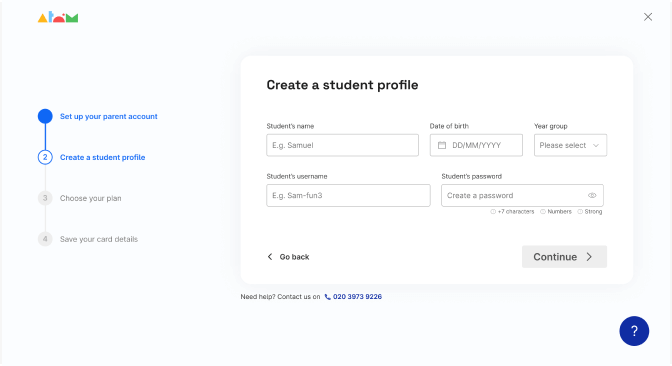 Atom
Create a student profile
Set up your parent account
2 Create a student profile
3 Choose your plan
4 Save your card details
Student's name Date of birth Year group
E.g. Samuel DD/MM/YYYY Please select
Student's username Student's password
E.g. Sam-fun3 Create a password
+7 characters Numbers Strong
Go back Continue
Need help? Contact us on 020 3973 9226
?